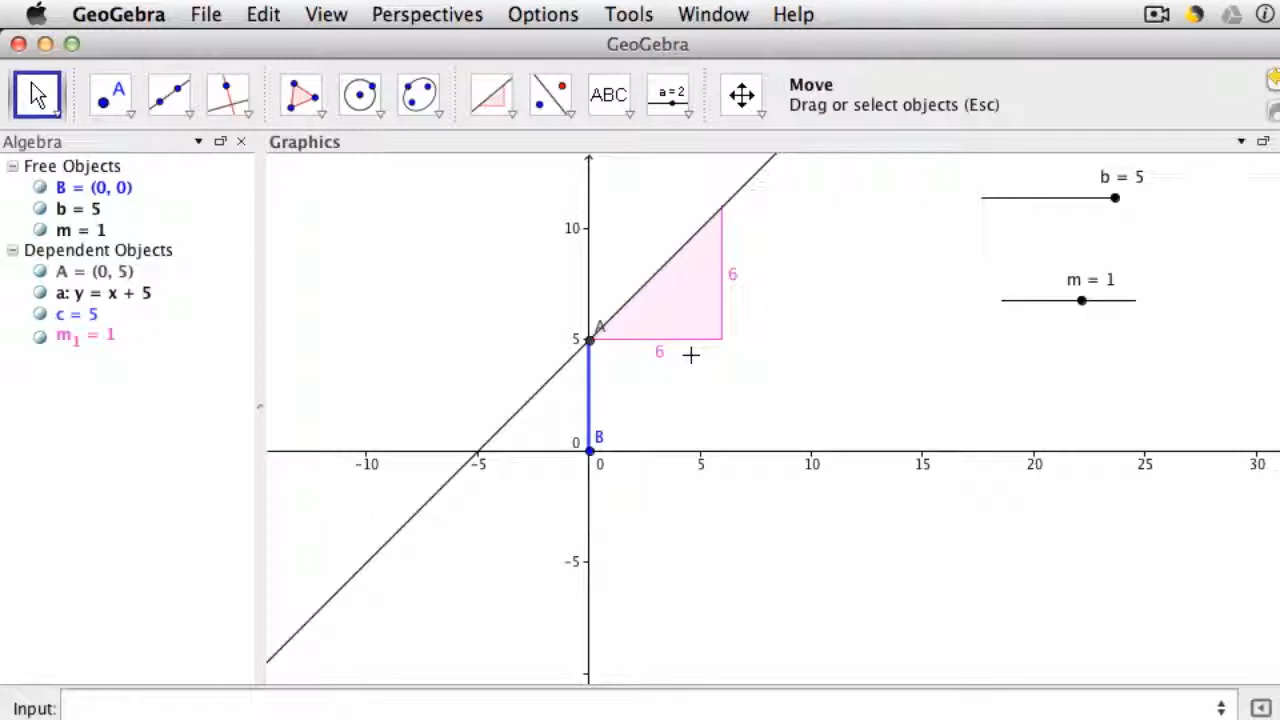 GeoGebra File Edit View Perspectives Options Tools Window Help
GeoGebra
A ABC a=2 Move
Drag or select objects (Esc)
Algebra Graphics
Free Objects
B = (0, 0)
b = 5
m = 1
Dependent Objects
A = (0, 5)
a: y = x + 5
c = 5
m₁ = 1
b = 5
m = 1
10
6
A
5
6
B
0
-10 -5 0 5 10 15 20 25 30
-5
Input: